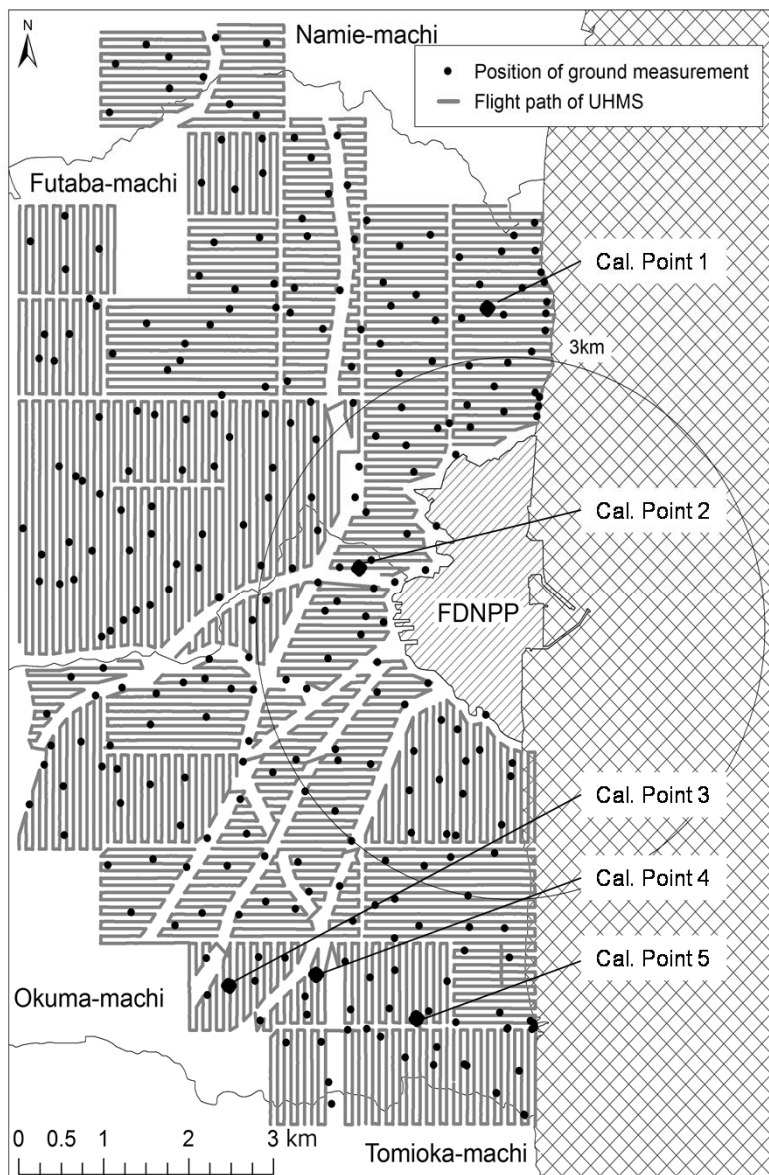 N
Namie-machi
Position of ground measurement
Flight path of UHMS
Futaba-machi
Cal. Point 1
3km
Cal. Point 2
FDNPP
Cal. Point 3
Cal. Point 4
Cal. Point 5
Okuma-machi
0 0.5 1 2 3 km
Tomioka-machi